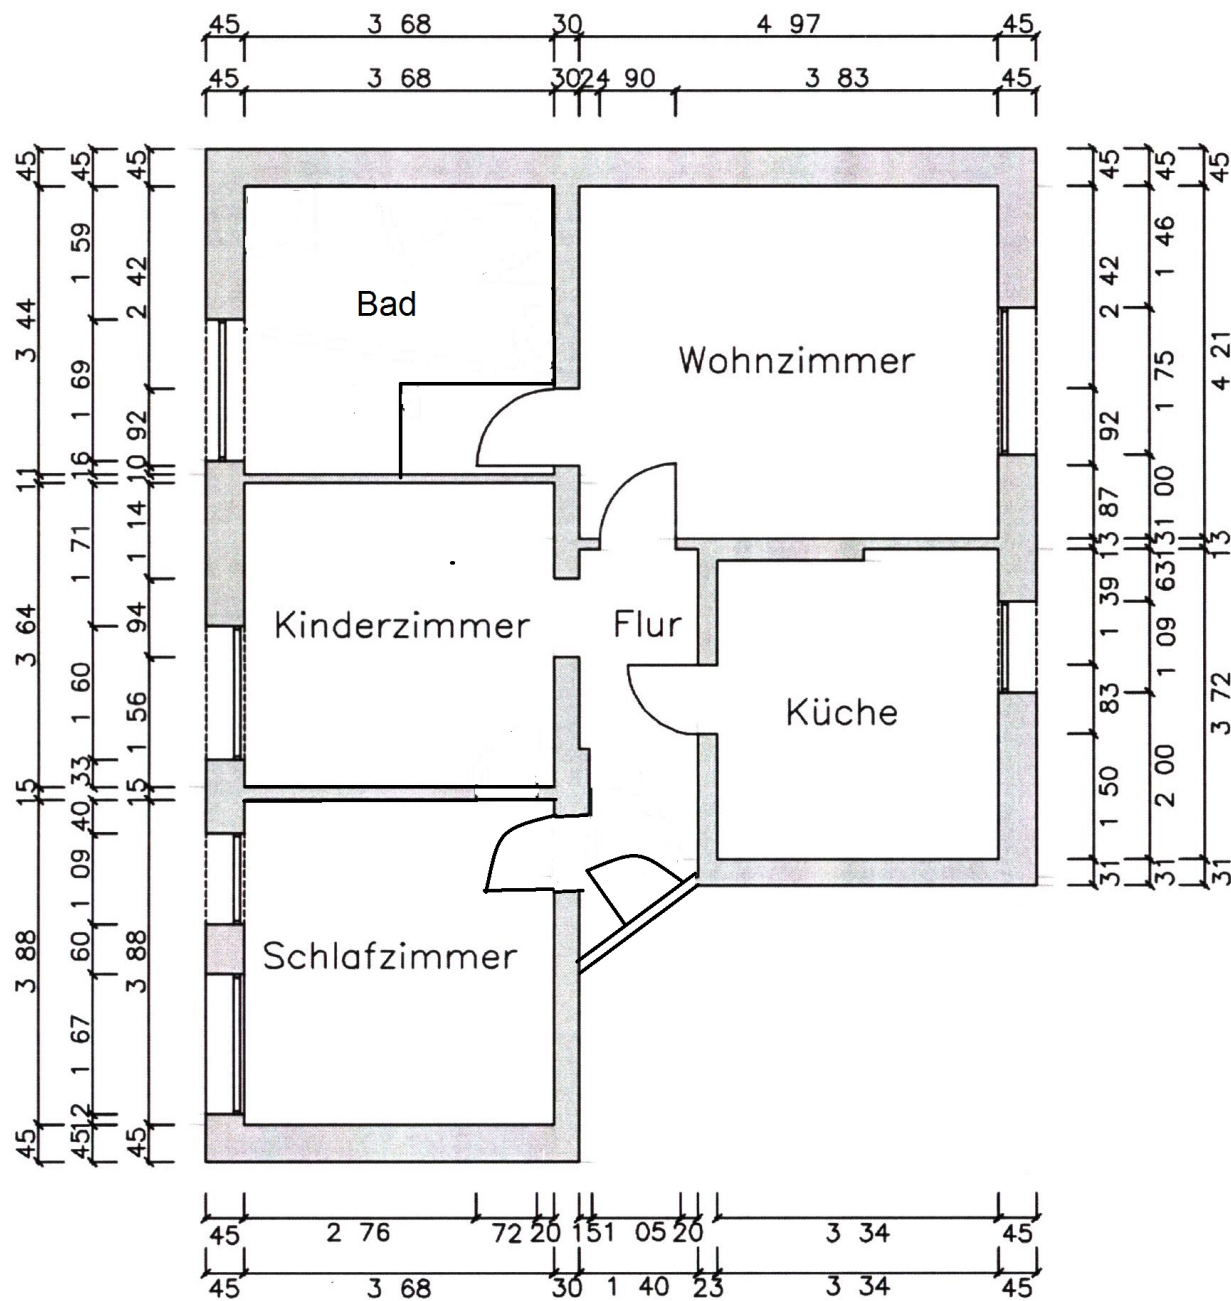 45 3 68 30 4 97 45
45 3 68 30 24 90 3 83 45
45 3 44 11 3 64 15 3 88 45
45 1 59 1 69 16 1 71 1 60 33 40 1 09 60 1 67 12 45
45 2 42 92 10 10 1 14 94 1 56 15 3 88 45
Bad
Wohnzimmer
Kinderzimmer
Flur
Küche
Schlafzimmer
45 2 42 92 87 13 1 39 83 1 50 31
45 1 46 1 75 1 00 13 63 1 09 2 00 31
45 4 21 13 3 72 31
45 2 76 72 20 15 1 05 20 3 34 45
45 3 68 30 1 40 23 3 34 45